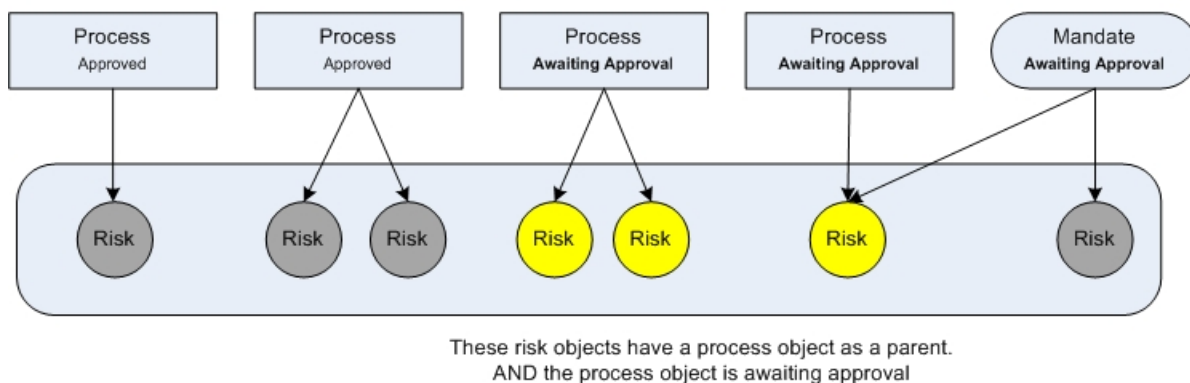 Process
Approved
Process
Approved
Process
Awaiting Approval
Process
Awaiting Approval
Mandate
Awaiting Approval
Risk
Risk
Risk
Risk
Risk
Risk
Risk
These risk objects have a process object as a parent.
AND the process object is awaiting approval